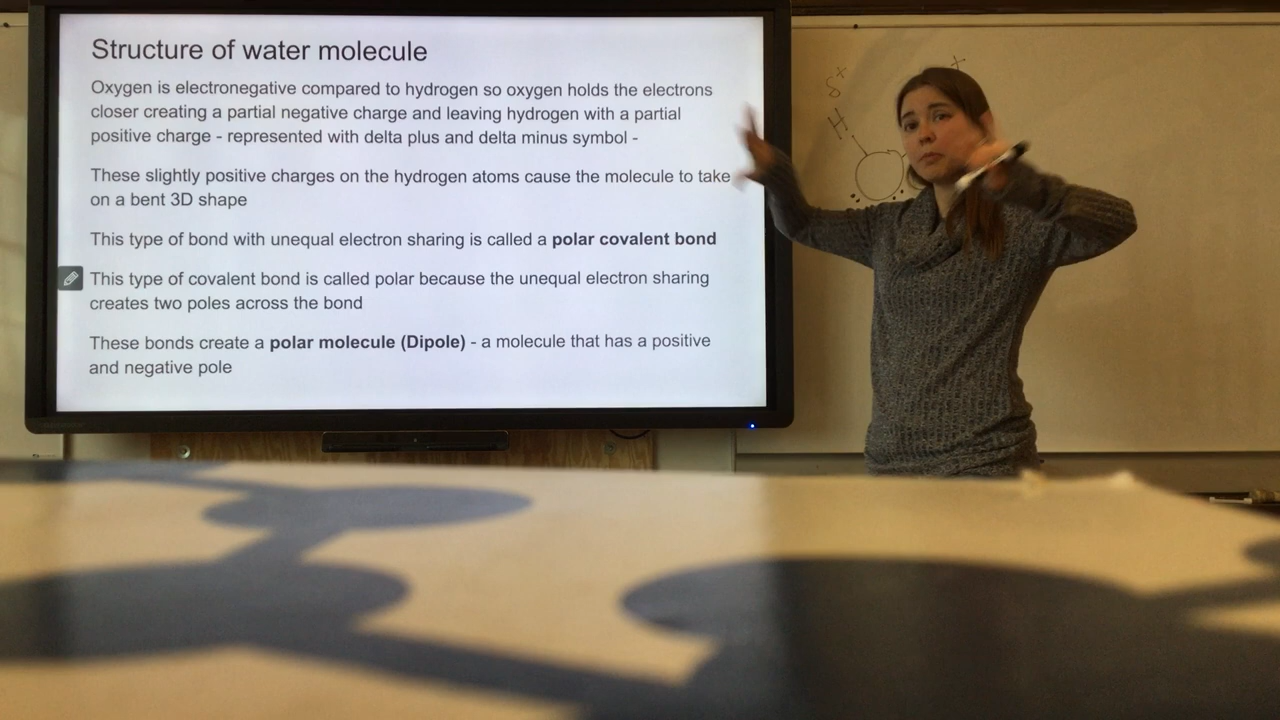 Structure of water molecule
Oxygen is electronegative compared to hydrogen so oxygen holds the electrons
closer creating a partial negative charge and leaving hydrogen with a partial
positive charge - represented with delta plus and delta minus symbol -
These slightly positive charges on the hydrogen atoms cause the molecule to take
on a bent 3D shape
This type of bond with unequal electron sharing is called a polar covalent bond
This type of covalent bond is called polar because the unequal electron sharing
creates two poles across the bond
These bonds create a polar molecule (Dipole) - a molecule that has a positive
and negative pole
δ+
H
+